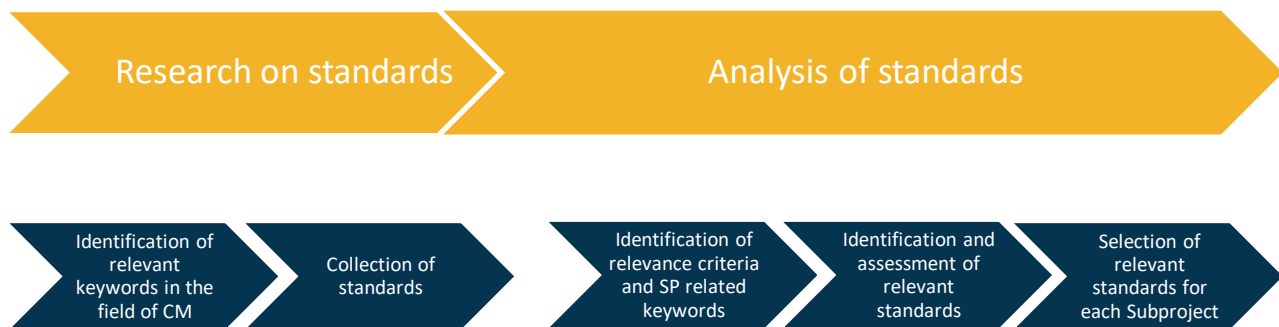 Research on standards
Analysis of standards
Identification of
relevant
keywords in the
field of CM
Collection of
standards
Identification of
relevance criteria
and SP related
keywords
Identification and
assessment of
relevant
standards
Selection of
relevant
standards for
each Subproject